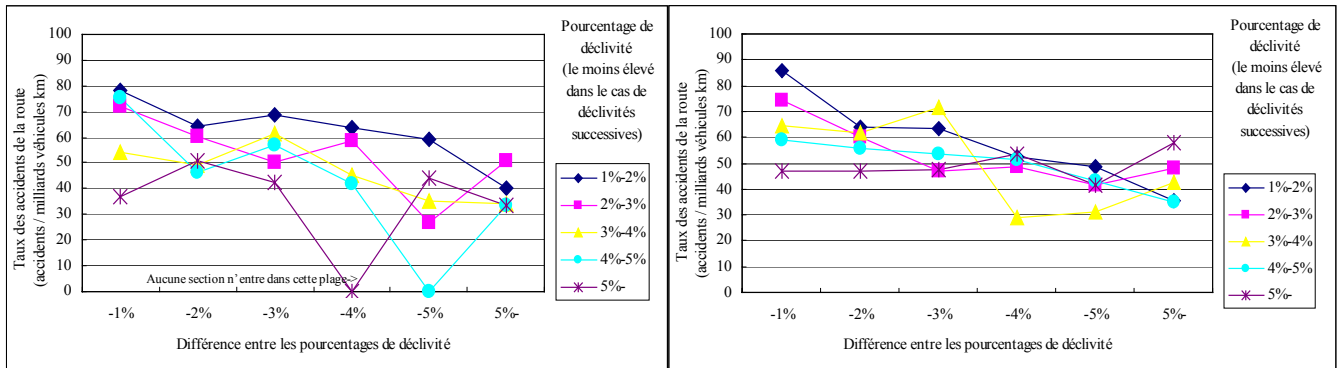 Taux des accidents de la route
(accidents / milliards véhicules km)
100
90
80
70
60
50
40
30
20
10
0
Aucune section n'entre dans cette plage->
-1%
-2%
-3%
-4%
-5%
5%-
Différence entre les pourcentages de déclivité
Pourcentage de
déclivité
(le moins élevé
dans le cas de
déclivités
successives)
1%-2%
2%-3%
3%-4%
4%-5%
5%-
Taux des accidents de la route
(accidents / milliards véhicules km)
100
90
80
70
60
50
40
30
20
10
0
-1%
-2%
-3%
-4%
-5%
5%-
Différence entre les pourcentages de déclivité
Pourcentage de
déclivité
(le moins élevé
dans le cas de
déclivités
successives)
1%-2%
2%-3%
3%-4%
4%-5%
5%-